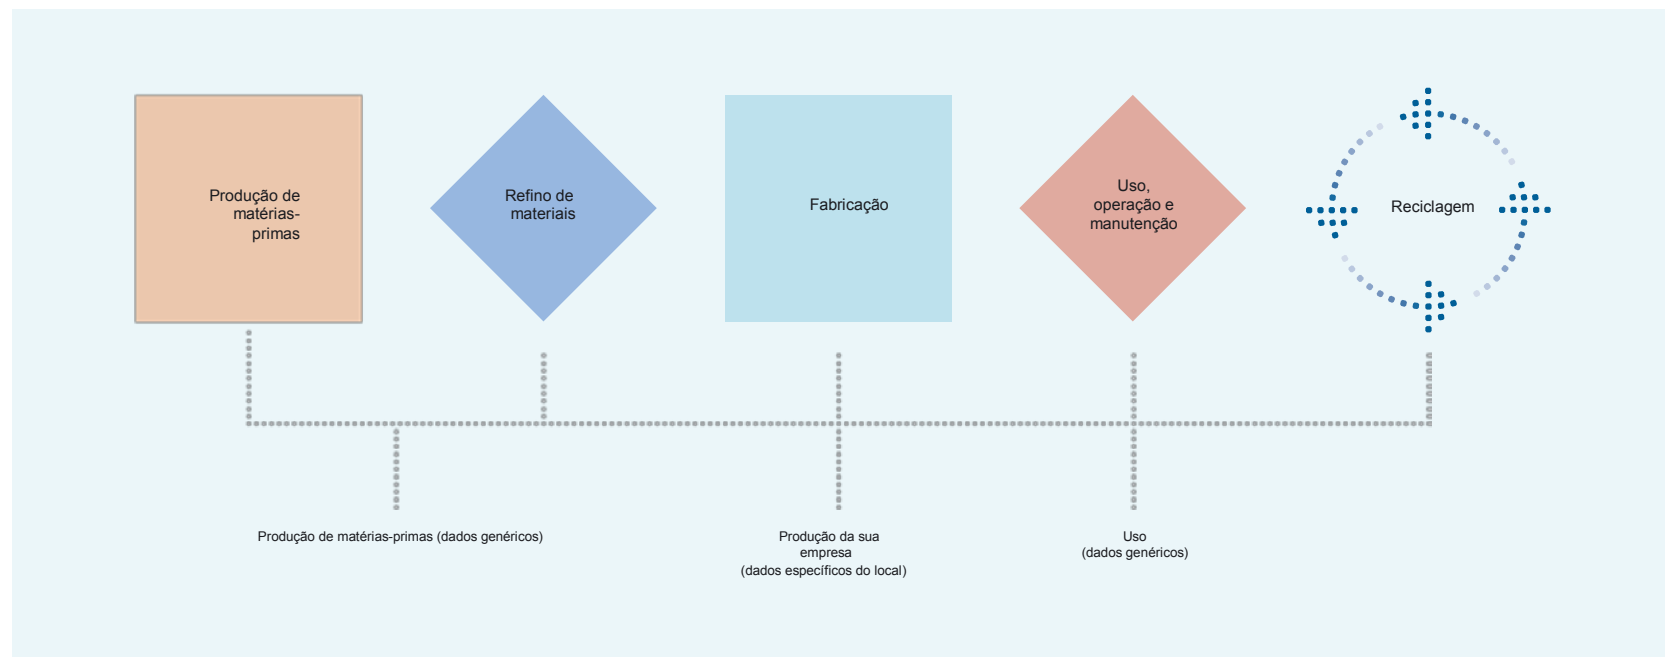 Produção de
matérias-
primas
Refino de
materiais
Fabricação
Uso,
operação e
manutenção
Reciclagem
Produção de matérias-primas (dados genéricos)
Produção da sua
empresa
(dados específicos do local)
Uso
(dados genéricos)